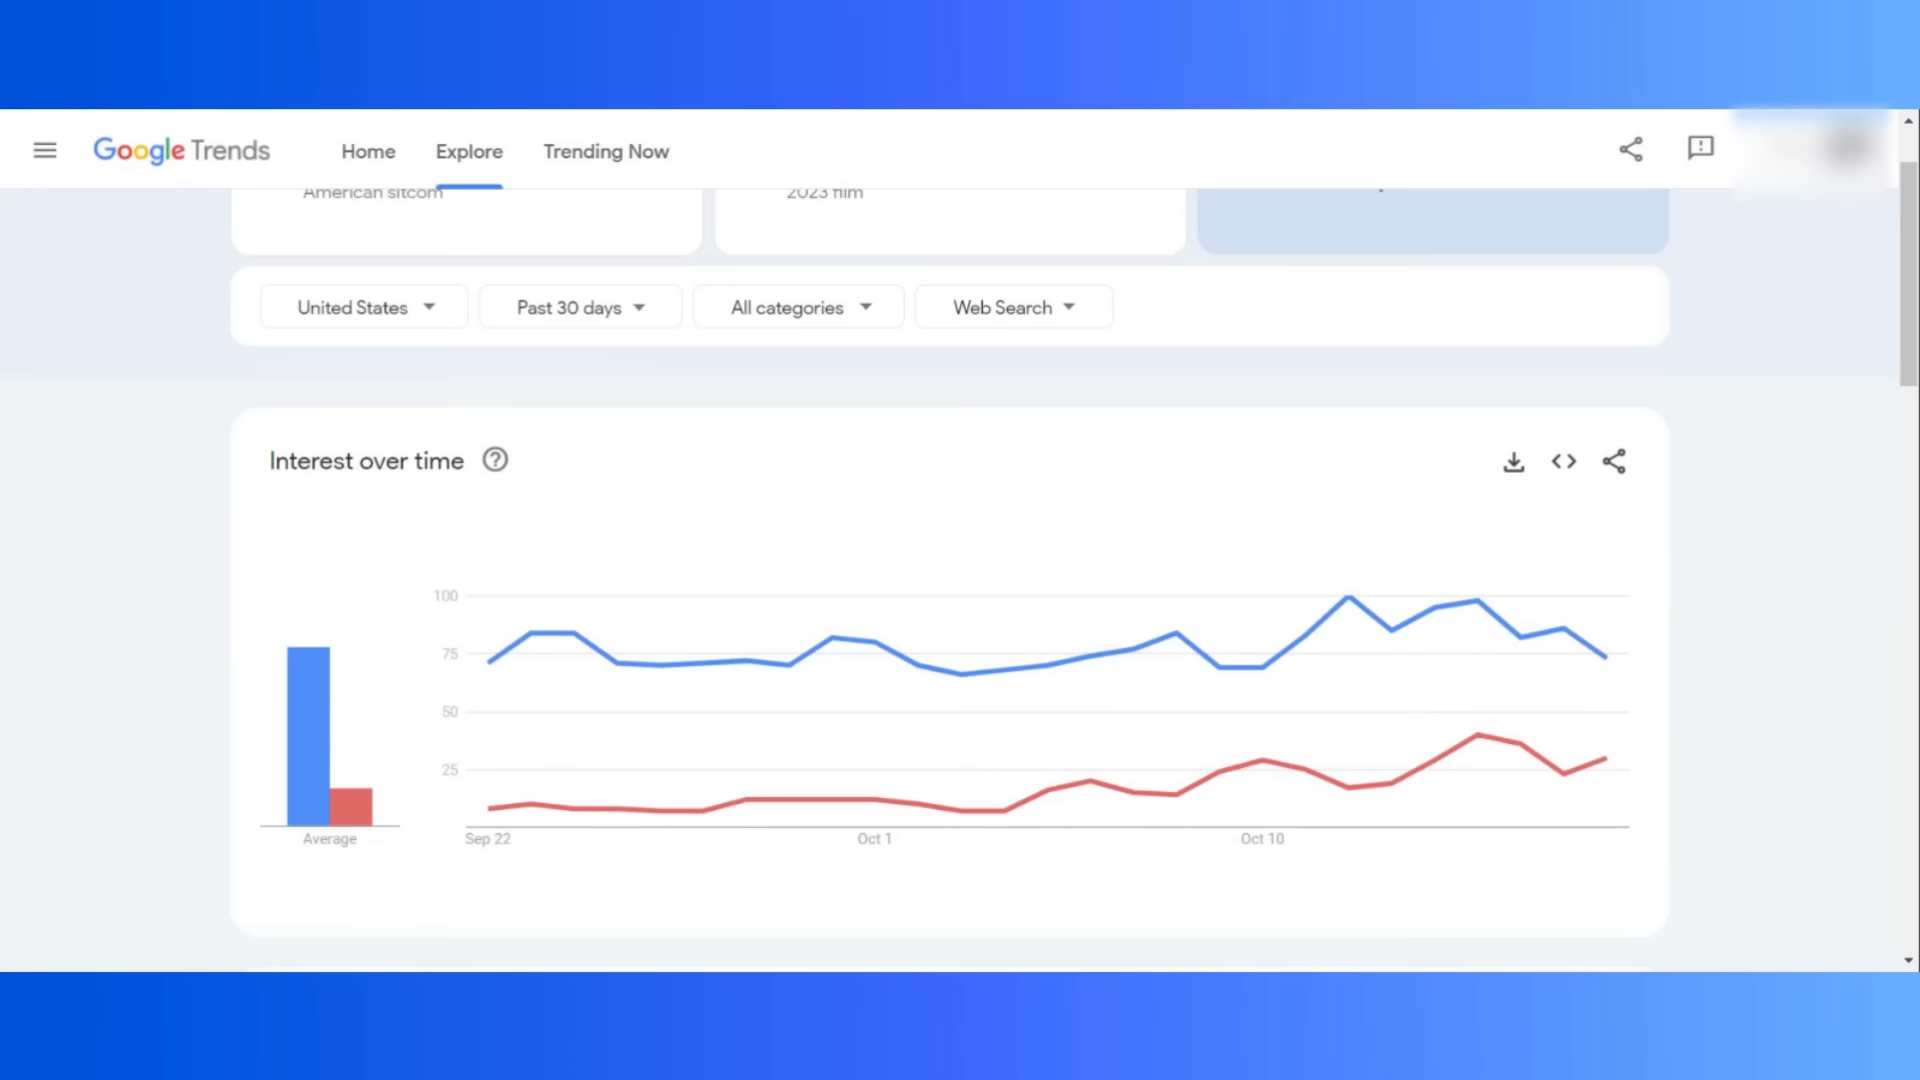 Google Trends
Home
Explore
Trending Now
American sitcom
2023 film
United States
Past 30 days
All categories
Web Search
Interest over time
100
75
50
25
Average
Sep 22
Oct 1
Oct 10